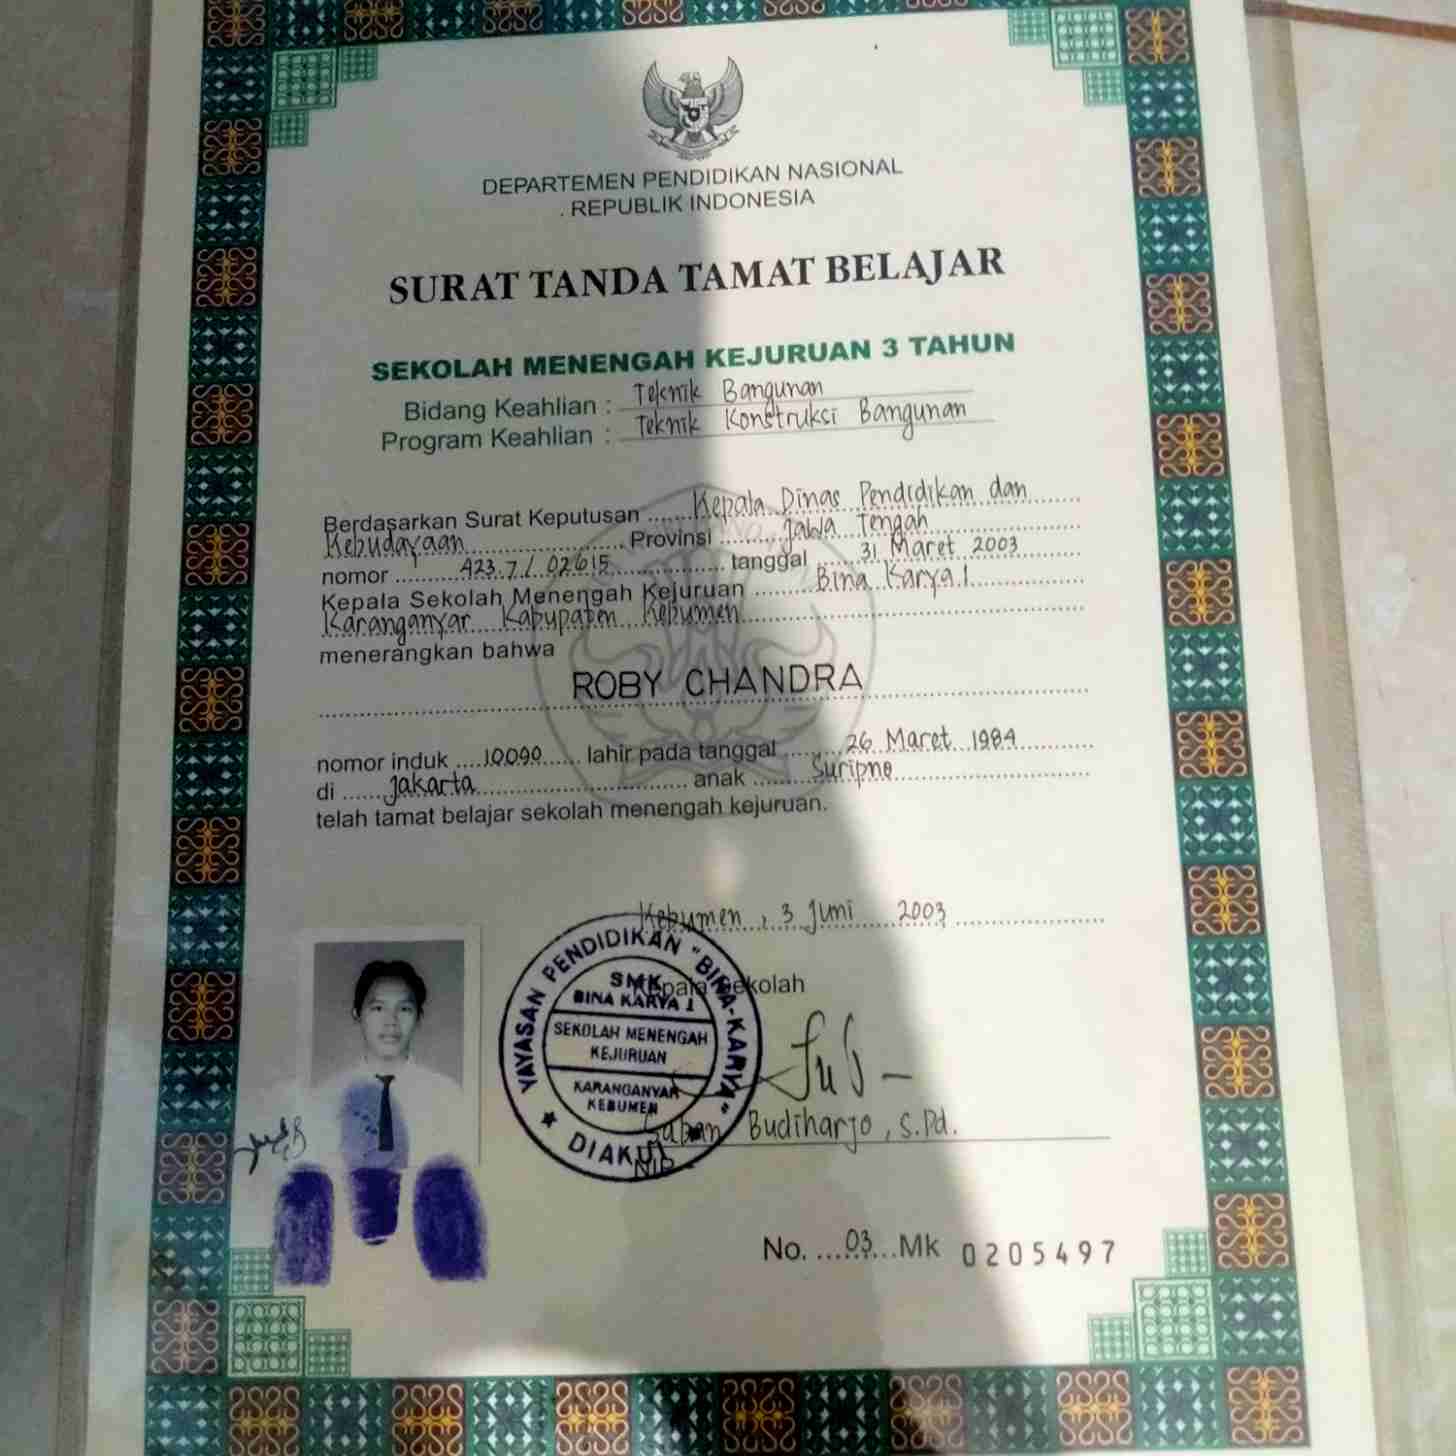 DEPARTEMEN PENDIDIKAN NASIONAL
REPUBLIK INDONESIA
SURAT TANDA TAMAT BELAJAR
SEKOLAH MENENGAH KEJURUAN 3 TAHUN
Bidang Keahlian : Teknik Bangunan
Program Keahlian : Teknik Konstruksi Bangunan
Berdasarkan Surat Keputusan ...... Kepala Dinas Pendidikan dan ......
Kebudayaan ...... Provinsi ...... Jawa Tengah ......
nomor ...... 423.7 / 02615 ...... tanggal ...... 31 Maret 2003
Kepala Sekolah Menengah Kejuruan ...... Bina Karya 1 ......
Karanganyar Kabupaten Kebumen ......
menerangkan bahwa
ROBY CHANDRA
nomor induk .... 10090 ...... lahir pada tanggal ...... 26 Maret 1984 ......
di ...... Jakarta ...... anak ...... Suripno ......
telah tamat belajar sekolah menengah kejuruan.
Kebumen , 3 Juni 2003 ......
Kepala Sekolah
YAYASAN PENDIDIKAN "BINA-KARYA"
SMK
BINA KARYA 1
SEKOLAH MENENGAH
KEJURUAN
KARANGANYAR
KEBUMEN
★ DIAKUI ★
Budiharjo, S.Pd.
NIP -
No. .... 03 ... Mk 0205497